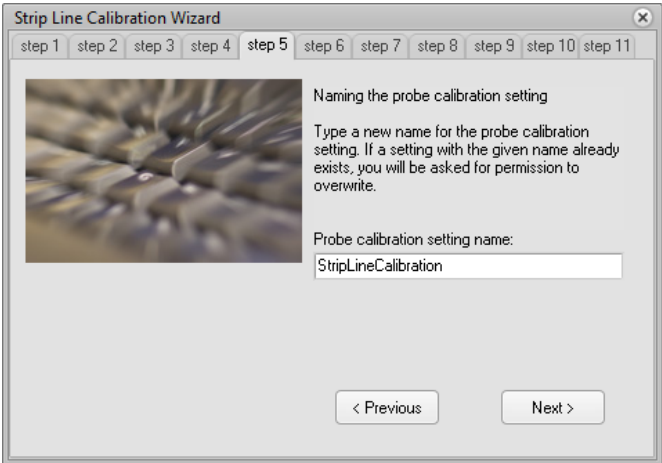 Strip Line Calibration Wizard
step 1 step 2 step 3 step 4 step 5 step 6 step 7 step 8 step 9 step 10 step 11
Naming the probe calibration setting
Type a new name for the probe calibration
setting. If a setting with the given name already
exists, you will be asked for permission to
overwrite.
Probe calibration setting name:
StripLineCalibration
< Previous Next >